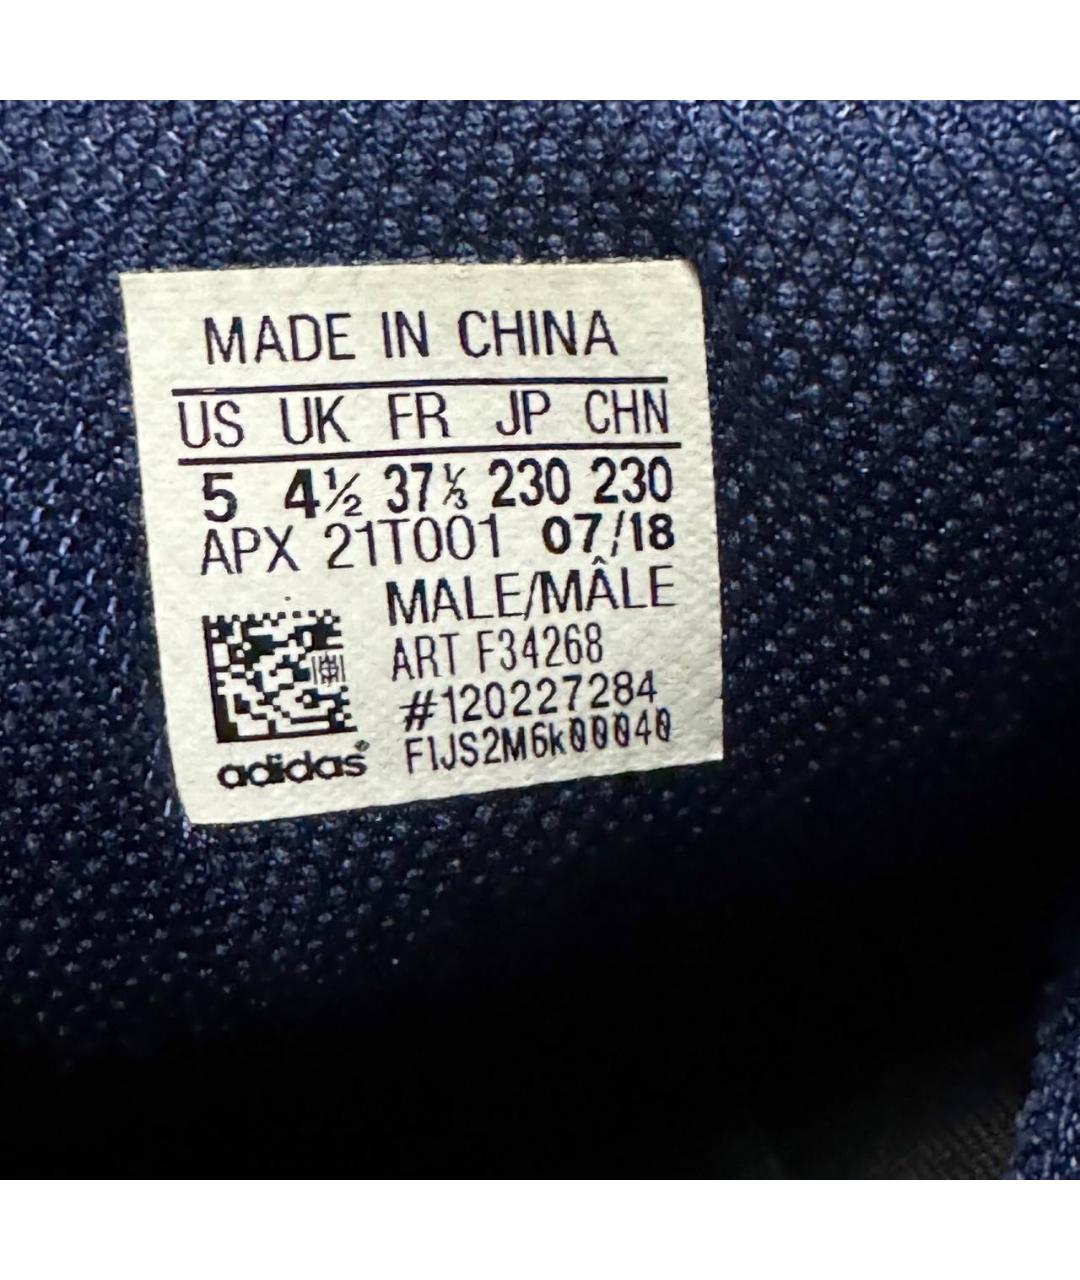 MADE IN CHINA
US UK FR JP CHN
5 4½ 37⅓ 230 230
APX 21T001 07/18
MALE/MÂLE
ART F34268
#120227284
F1JS2M6k00040
adidas®